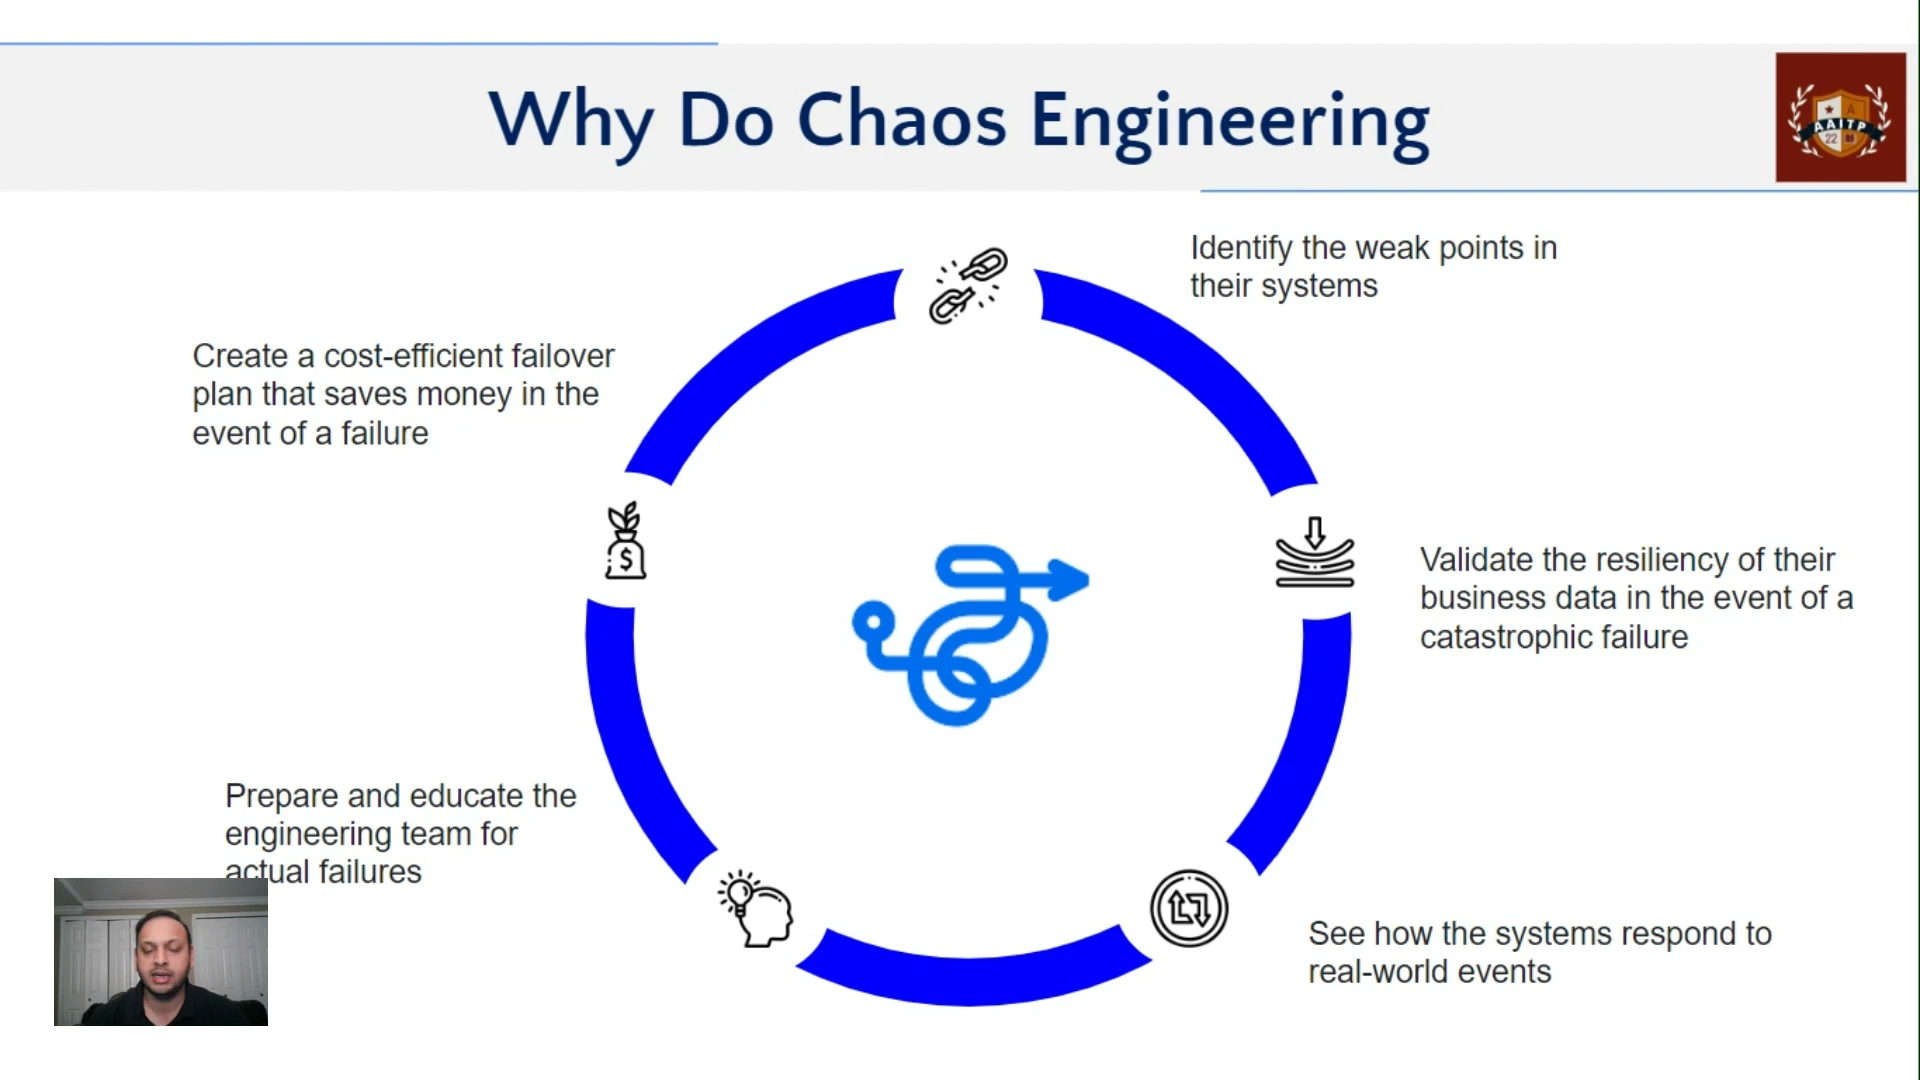 Why Do Chaos Engineering
A
AAITP
22
Identify the weak points in
their systems
Create a cost-efficient failover
plan that saves money in the
event of a failure
$
Validate the resiliency of their
business data in the event of a
catastrophic failure
Prepare and educate the
engineering team for
actual failures
See how the systems respond to
real-world events